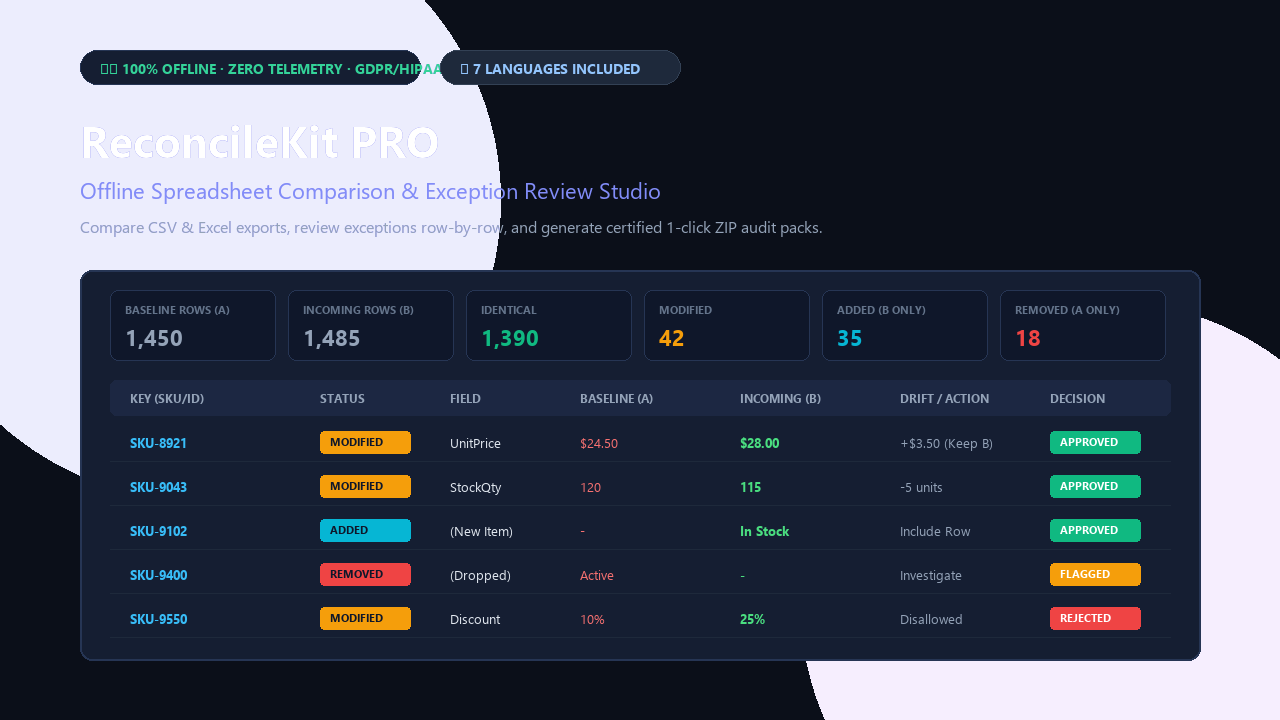 100% OFFLINE · ZERO TELEMETRY · GDPR/HIPAA
7 LANGUAGES INCLUDED
ReconcileKit PRO
Offline Spreadsheet Comparison & Exception Review Studio
Compare CSV & Excel exports, review exceptions row-by-row, and generate certified 1-click ZIP audit packs.
BASELINE ROWS (A) INCOMING ROWS (B) IDENTICAL MODIFIED ADDED (B ONLY) REMOVED (A ONLY)
1,450 1,485 1,390 42 35 18
KEY (SKU/ID) STATUS FIELD BASELINE (A) INCOMING (B) DRIFT / ACTION DECISION
SKU-8921 MODIFIED UnitPrice $24.50 $28.00 +$3.50 (Keep B) APPROVED
SKU-9043 MODIFIED StockQty 120 115 -5 units APPROVED
SKU-9102 ADDED (New Item) - In Stock Include Row APPROVED
SKU-9400 REMOVED (Dropped) Active - Investigate FLAGGED
SKU-9550 MODIFIED Discount 10% 25% Disallowed REJECTED